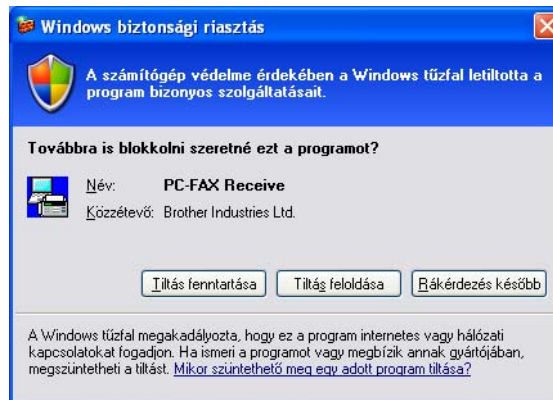 Windows biztonsági riasztás
A számítógép védelme érdekében a Windows tűzfal letiltotta a
program bizonyos szolgáltatásait.
Továbbra is blokkolni szeretné ezt a programot?
Név: PC-FAX Receive
Közzétevő: Brother Industries Ltd.
Tiltás fenntartása Tiltás feloldása Rákérdezés később
A Windows tűzfal megakadályozta, hogy ez a program internetes vagy hálózati
kapcsolatokat fogadjon. Ha ismeri a programot vagy megbízik annak gyártójában,
megszüntetheti a tiltást. Mikor szüntethető meg egy adott program tiltása?